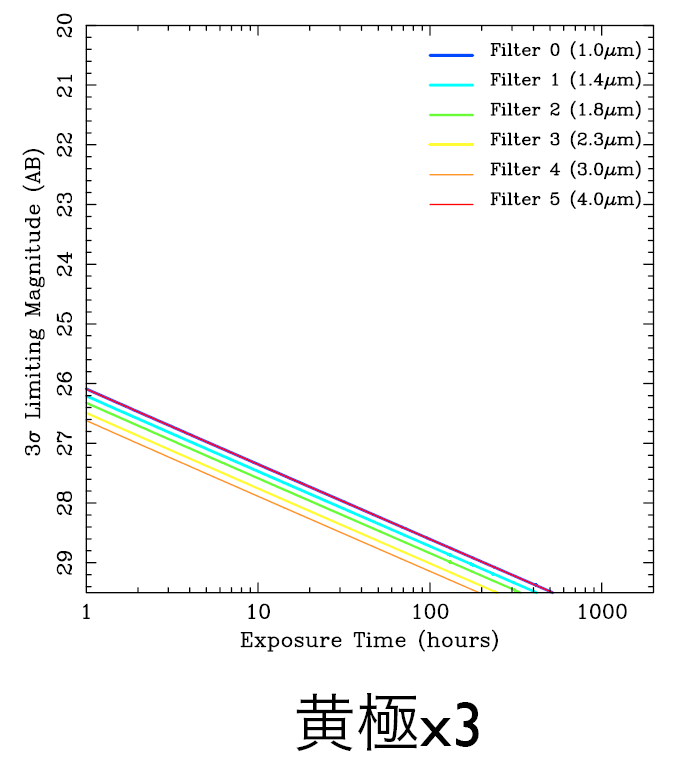 20
21
22
23
24
25
26
27
28
29
3σ Limiting Magnitude (AB)
Filter 0 (1.0μm)
Filter 1 (1.4μm)
Filter 2 (1.8μm)
Filter 3 (2.3μm)
Filter 4 (3.0μm)
Filter 5 (4.0μm)
1 10 100 1000
Exposure Time (hours)
黄極x3